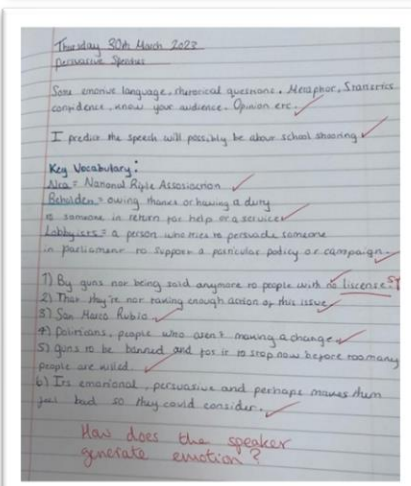 Thursday 30th March 2023
Persuasive Speeches
Some emotive language, rhetorical questions, Metaphor, Statistics
confidence, know your audience. Opinion etc.
I predict the speech will possibly be about school shooting
Key Vocabulary:
NRA = National Rifle Assosiation
Beholden = owing thanks or having a duty
to someone in return for help or a service
Lobbyists = a person who tries to persuade someone
in parliament to support a particular policy or campaign.
1) By guns not being sold anymore to people with no liscense. SP
2) That they're not taking enough action of this issue
3) San Marco Rubio.
4) Politicans, people who aren't making a change
5) guns to be banned and for it to stop now before too many
people are killed.
6) Its emotional, persuasive and perhaps makes them
feel bad so they could consider.
How does the speaker
generate emotion?